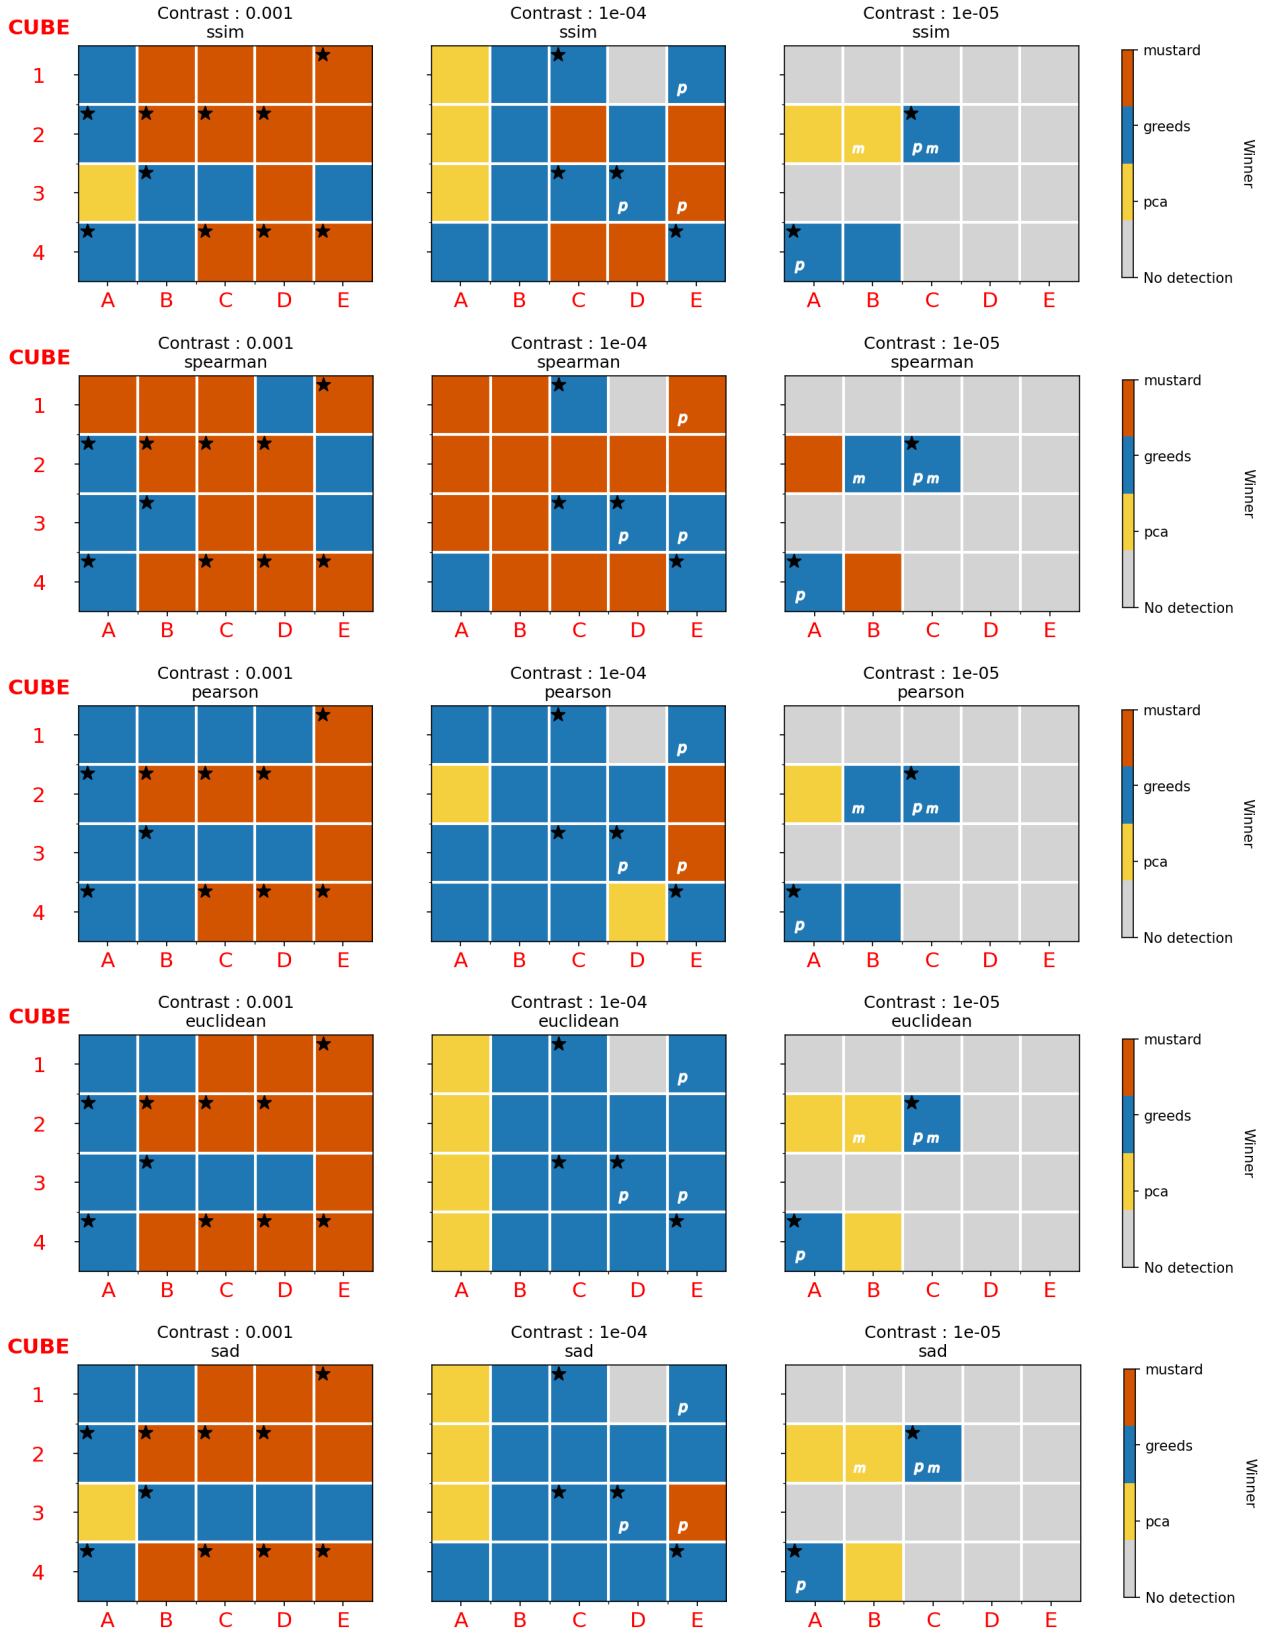 CUBE
Contrast : 0.001
ssim
Contrast : 1e-04
ssim
Contrast : 1e-05
ssim
1
2
3
4
A B C D E
p
p p
A B C D E
m p m
p
A B C D E
mustard
greeds
pca
No detection
Winner
CUBE
Contrast : 0.001
spearman
Contrast : 1e-04
spearman
Contrast : 1e-05
spearman
1
2
3
4
A B C D E
p
p p
A B C D E
m p m
p
A B C D E
mustard
greeds
pca
No detection
Winner
CUBE
Contrast : 0.001
pearson
Contrast : 1e-04
pearson
Contrast : 1e-05
pearson
1
2
3
4
A B C D E
p
p p
A B C D E
m p m
p
A B C D E
mustard
greeds
pca
No detection
Winner
CUBE
Contrast : 0.001
euclidean
Contrast : 1e-04
euclidean
Contrast : 1e-05
euclidean
1
2
3
4
A B C D E
p
p p
A B C D E
m p m
p
A B C D E
mustard
greeds
pca
No detection
Winner
CUBE
Contrast : 0.001
sad
Contrast : 1e-04
sad
Contrast : 1e-05
sad
1
2
3
4
A B C D E
p
p p
A B C D E
m p m
p
A B C D E
mustard
greeds
pca
No detection
Winner